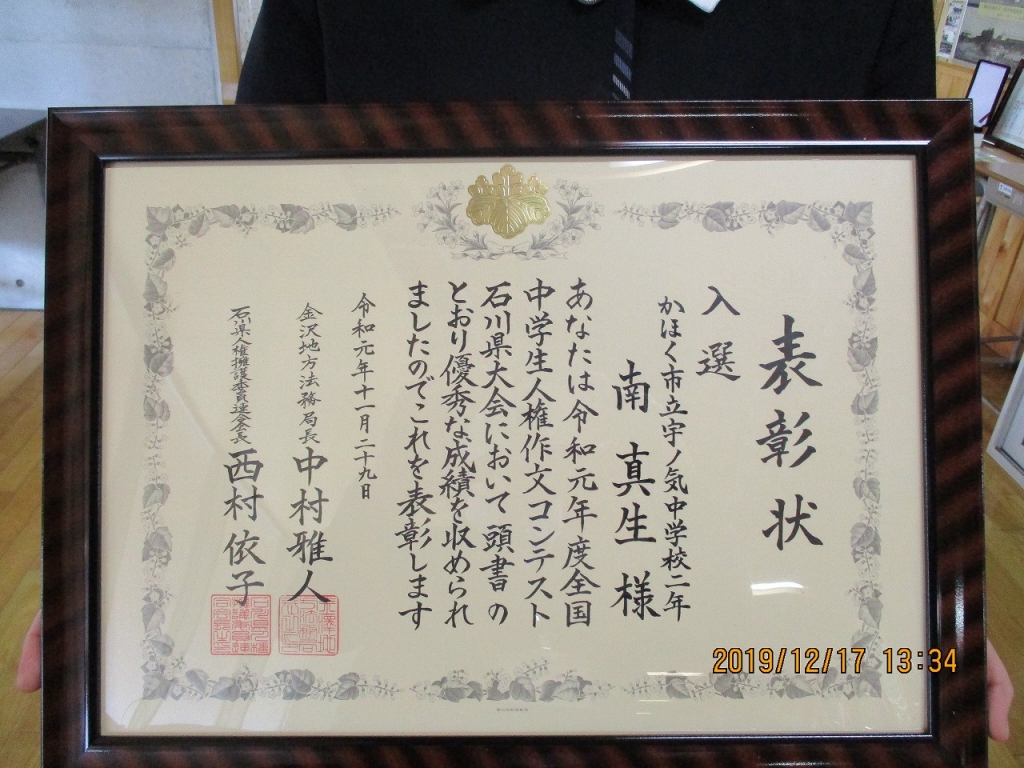 表彰状
入選
かほく市立宇ノ気中学校二年
南真生様
あなたは令和元年度全国
中学生人権作文コンテスト
石川県大会において頭書の
とおり優秀な成績を収められ
ましたのでこれを表彰します
令和元年十一月二十九日
金沢地方法務局長 中村雅人
石川県人権擁護委員連合会長 西村依子
2019/12/17 13:34